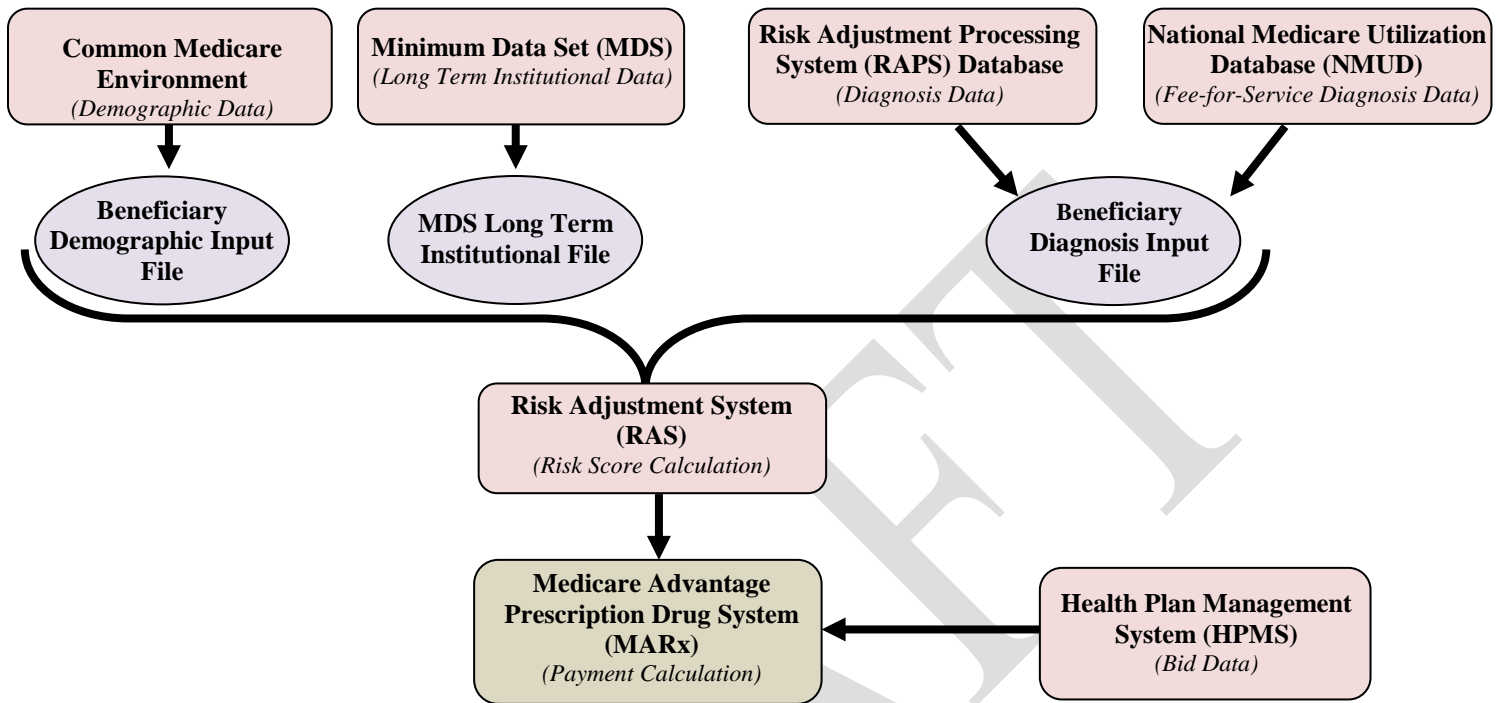 Common Medicare
Environment
(Demographic Data)
Minimum Data Set (MDS)
(Long Term Institutional Data)
Risk Adjustment Processing
System (RAPS) Database
(Diagnosis Data)
National Medicare Utilization
Database (NMUD)
(Fee-for-Service Diagnosis Data)
Beneficiary
Demographic Input
File
MDS Long Term
Institutional File
Beneficiary
Diagnosis Input
File
Risk Adjustment System
(RAS)
(Risk Score Calculation)
Medicare Advantage
Prescription Drug System
(MARx)
(Payment Calculation)
Health Plan Management
System (HPMS)
(Bid Data)